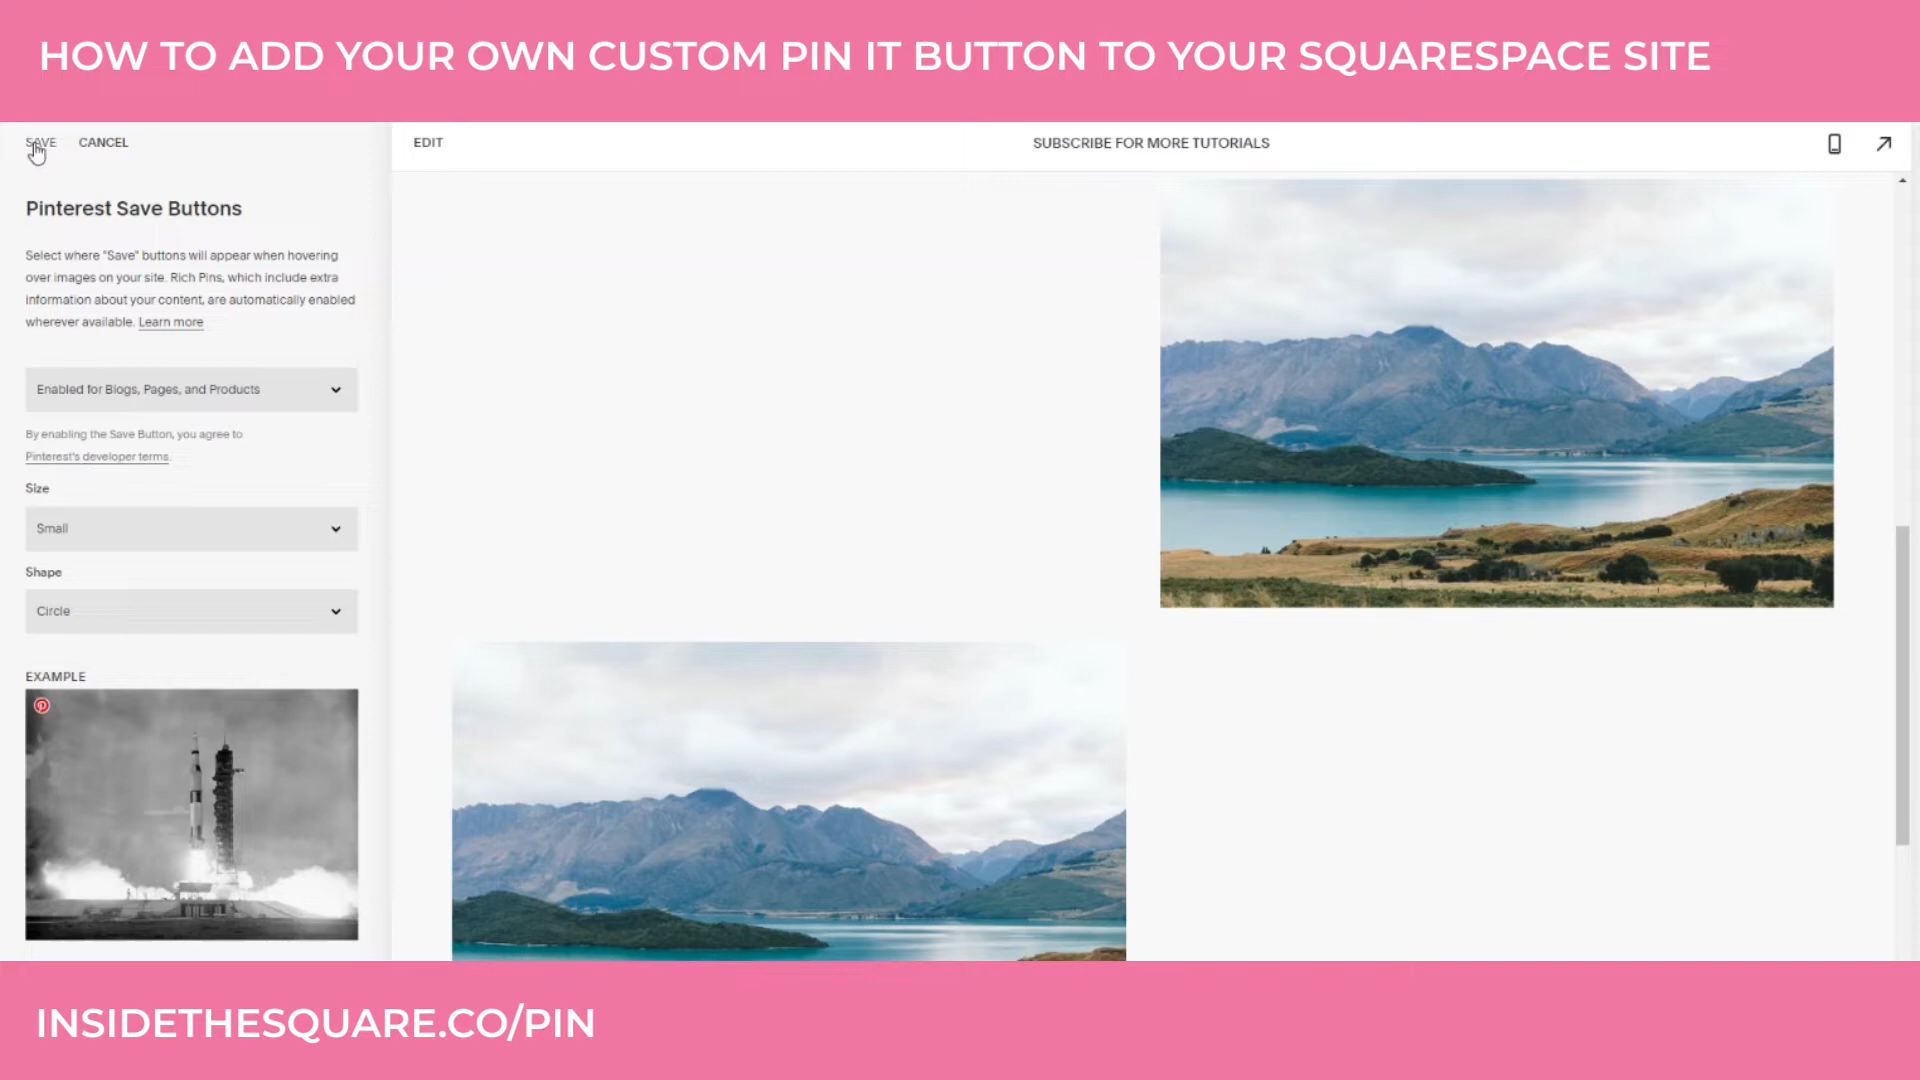 HOW TO ADD YOUR OWN CUSTOM PIN IT BUTTON TO YOUR SQUARESPACE SITE
SAVE CANCEL
EDIT
SUBSCRIBE FOR MORE TUTORIALS
Pinterest Save Buttons
Select where "Save" buttons will appear when hovering
over images on your site. Rich Pins, which include extra
information about your content, are automatically enabled
wherever available. Learn more
Enabled for Blogs, Pages, and Products
By enabling the Save Button, you agree to
Pinterest's developer terms.
Size
Small
Shape
Circle
EXAMPLE
INSIDETHESQUARE.CO/PIN